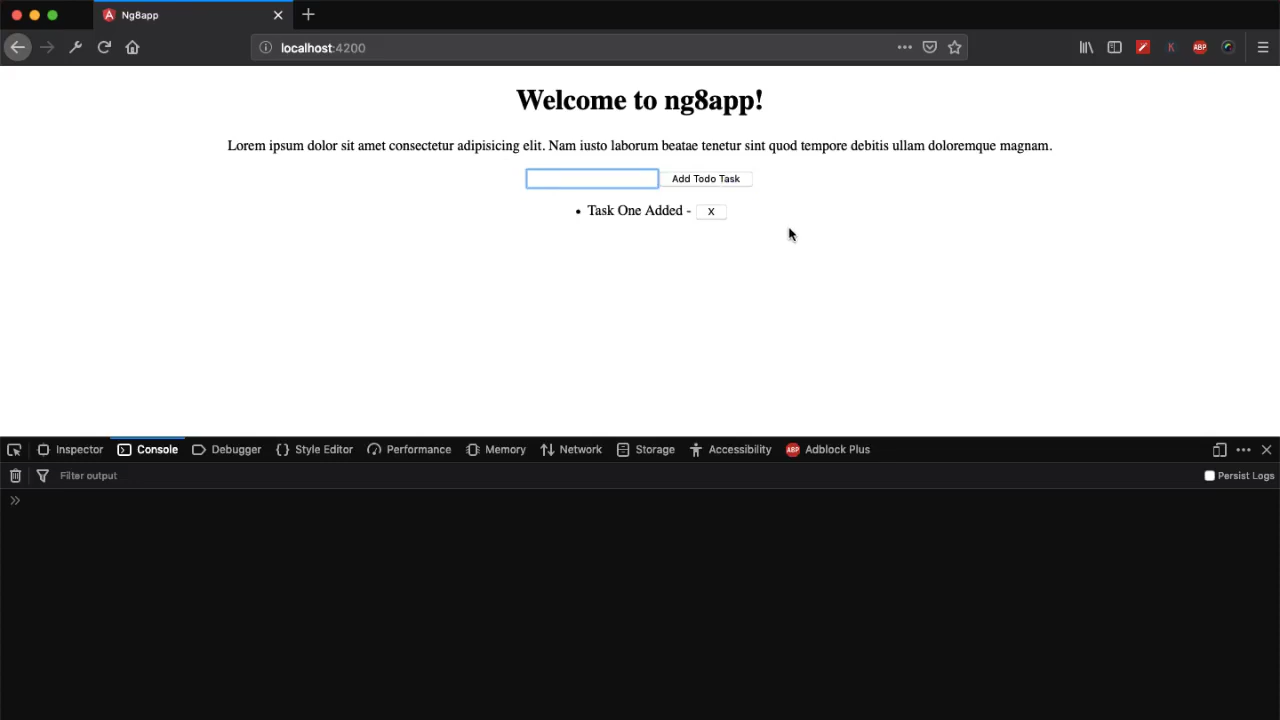 Ng8app
localhost:4200
K
ABP
Welcome to ng8app!
Lorem ipsum dolor sit amet consectetur adipisicing elit. Nam iusto laborum beatae tenetur sint quod tempore debitis ullam doloremque magnam.
Add Todo Task
• Task One Added - X
Inspector Console Debugger {} Style Editor Performance Memory Network Storage Accessibility ABP Adblock Plus
Filter output Persist Logs